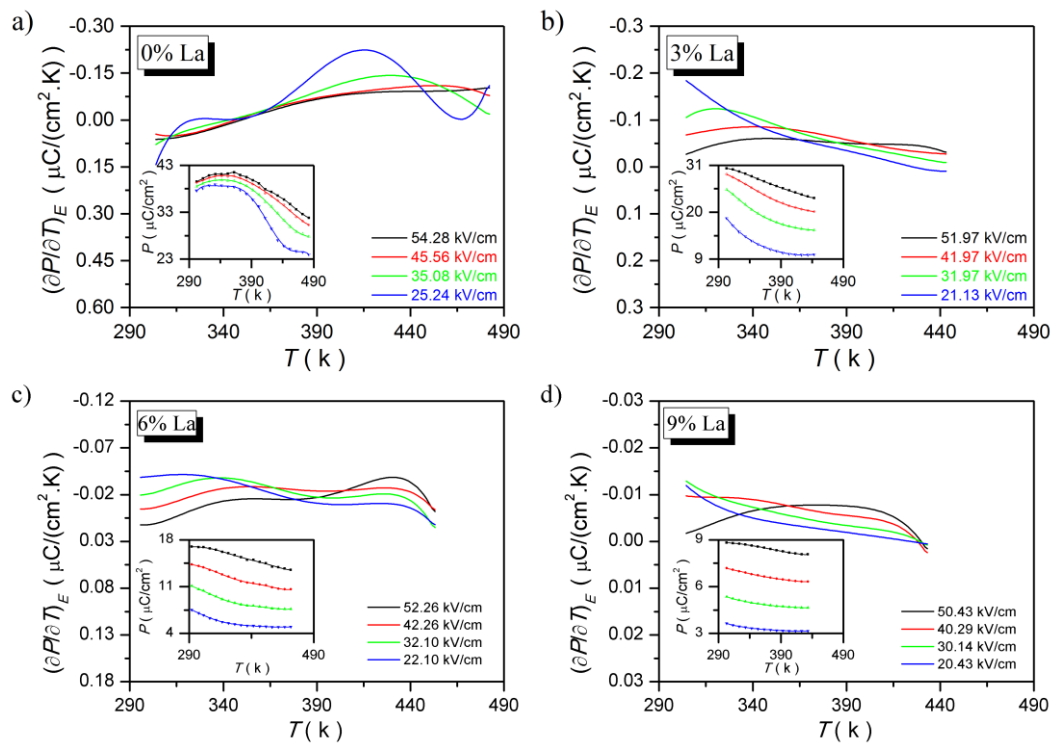 a)
0% La
-0.30
-0.15
0.00
0.15
0.30
0.45
0.60
(∂P/∂T)E ( μC/(cm².K))
290 340 390 440 490
T ( k )
43
33
23
P ( μC/cm²)
290 390 490
T ( k )
54.28 kV/cm
45.56 kV/cm
35.08 kV/cm
25.24 kV/cm
b)
3% La
-0.3
-0.2
-0.1
0.0
0.1
0.2
0.3
(∂P/∂T)E ( μC/(cm².K))
290 340 390 440 490
T ( k )
31
20
9
P ( μC/cm²)
290 390 490
T ( k )
51.97 kV/cm
41.97 kV/cm
31.97 kV/cm
21.13 kV/cm
c)
6% La
-0.12
-0.07
-0.02
0.03
0.08
0.13
0.18
(∂P/∂T)E ( μC/(cm².K))
290 340 390 440 490
T ( k )
18
11
4
P ( μC/cm²)
290 390 490
T ( k )
52.26 kV/cm
42.26 kV/cm
32.10 kV/cm
22.10 kV/cm
d)
9% La
-0.03
-0.02
-0.01
0.00
0.01
0.02
0.03
(∂P/∂T)E ( μC/(cm².K))
290 340 390 440 490
T ( k )
9
6
3
P ( μC/cm²)
290 390 490
T ( k )
50.43 kV/cm
40.29 kV/cm
30.14 kV/cm
20.43 kV/cm